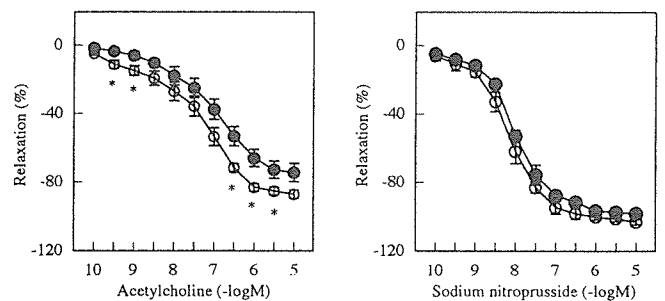 0
-40
-80
-120
Relaxation (%)
* *
* * *
10 9 8 7 6 5
Acetylcholine (-logM)
0
-40
-80
-120
Relaxation (%)
10 9 8 7 6 5
Sodium nitroprusside (-logM)